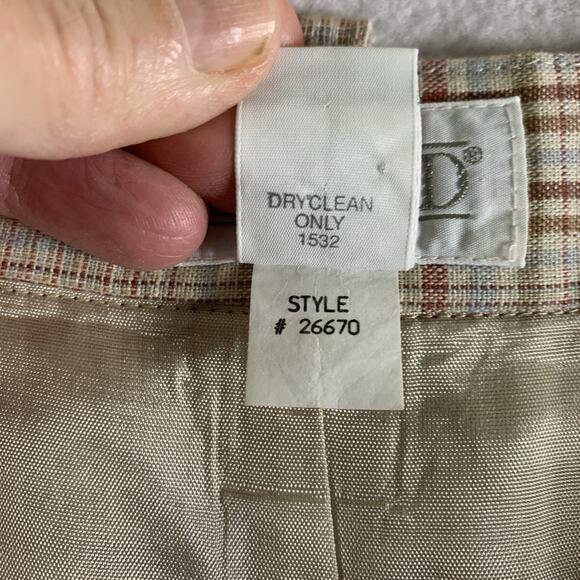 DRYCLEAN
ONLY
1532
D®
STYLE
# 26670